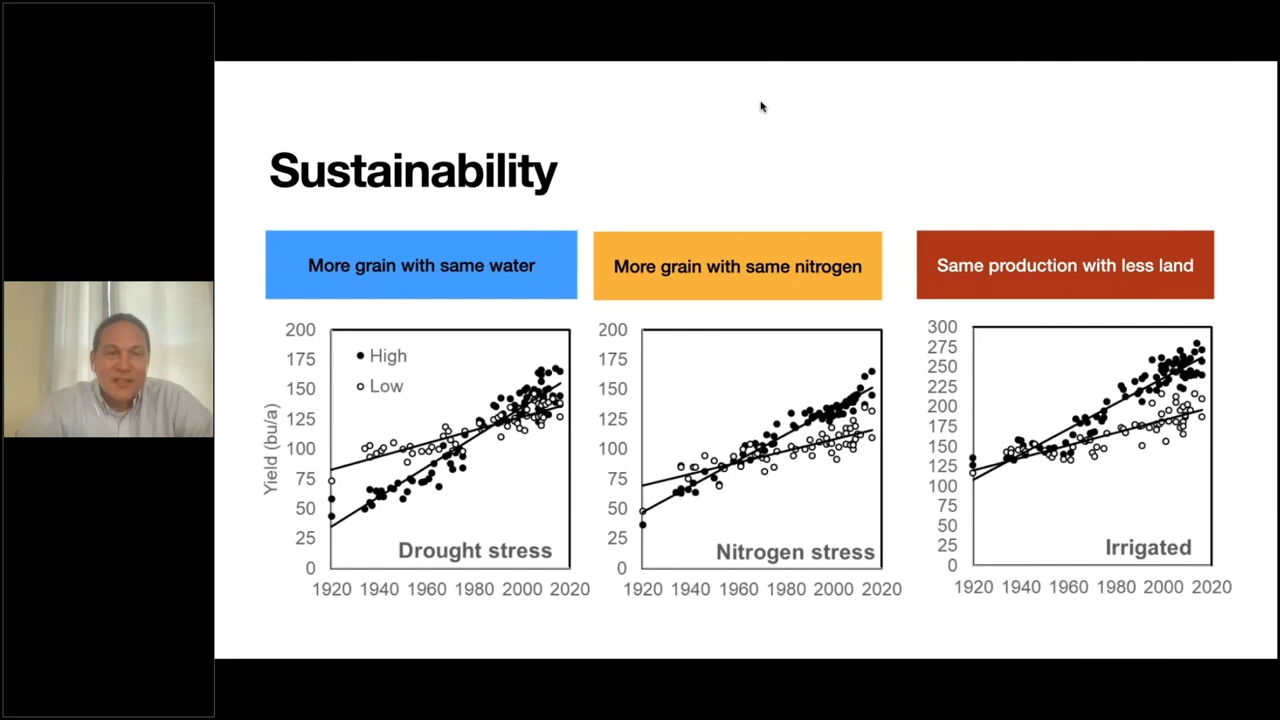 Sustainability
More grain with same water
More grain with same nitrogen
Same production with less land
Yield (bu/a)
200
175
150
125
100
75
50
25
0
High
Low
Drought stress
1920 1940 1960 1980 2000 2020
200
175
150
125
100
75
50
25
0
Nitrogen stress
1920 1940 1960 1980 2000 2020
300
275
250
225
200
175
150
125
100
75
50
25
0
Irrigated
1920 1940 1960 1980 2000 2020